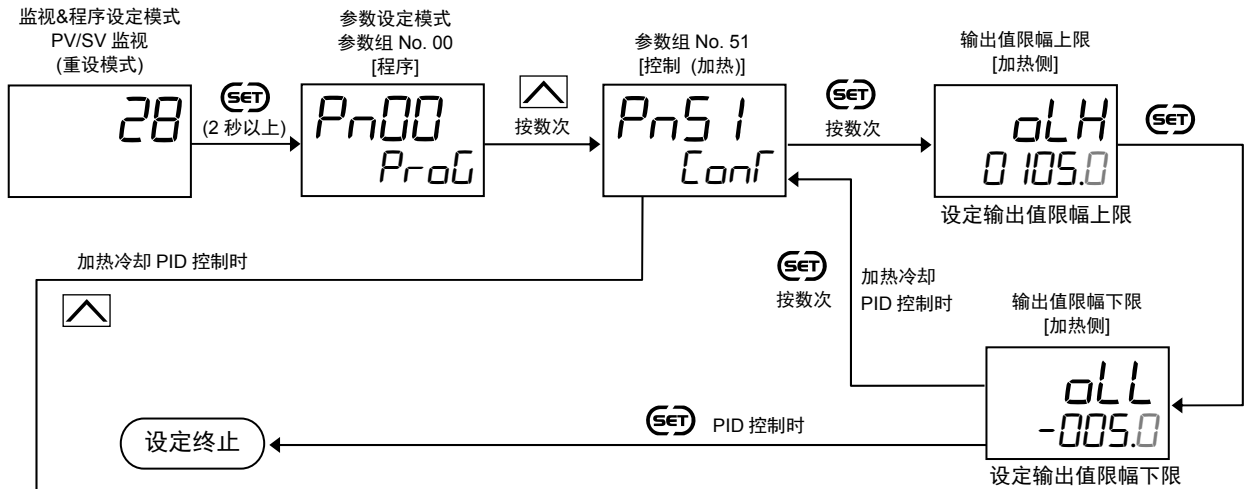 监视&程序设定模式
PV/SV 监视
(重设模式)
28
SET
(2 秒以上)
参数设定模式
参数组 No. 00
[程序]
Pn00
ProG
按数次
参数组 No. 51
[控制 (加热)]
Pn51
ConT
SET
按数次
输出值限幅上限
[加热侧]
oLH
0105.0
设定输出值限幅上限
SET
加热冷却 PID 控制时
SET
按数次
加热冷却
PID 控制时
输出值限幅下限
[加热侧]
oLL
-005.0
设定输出值限幅下限
SET PID 控制时
设定终止